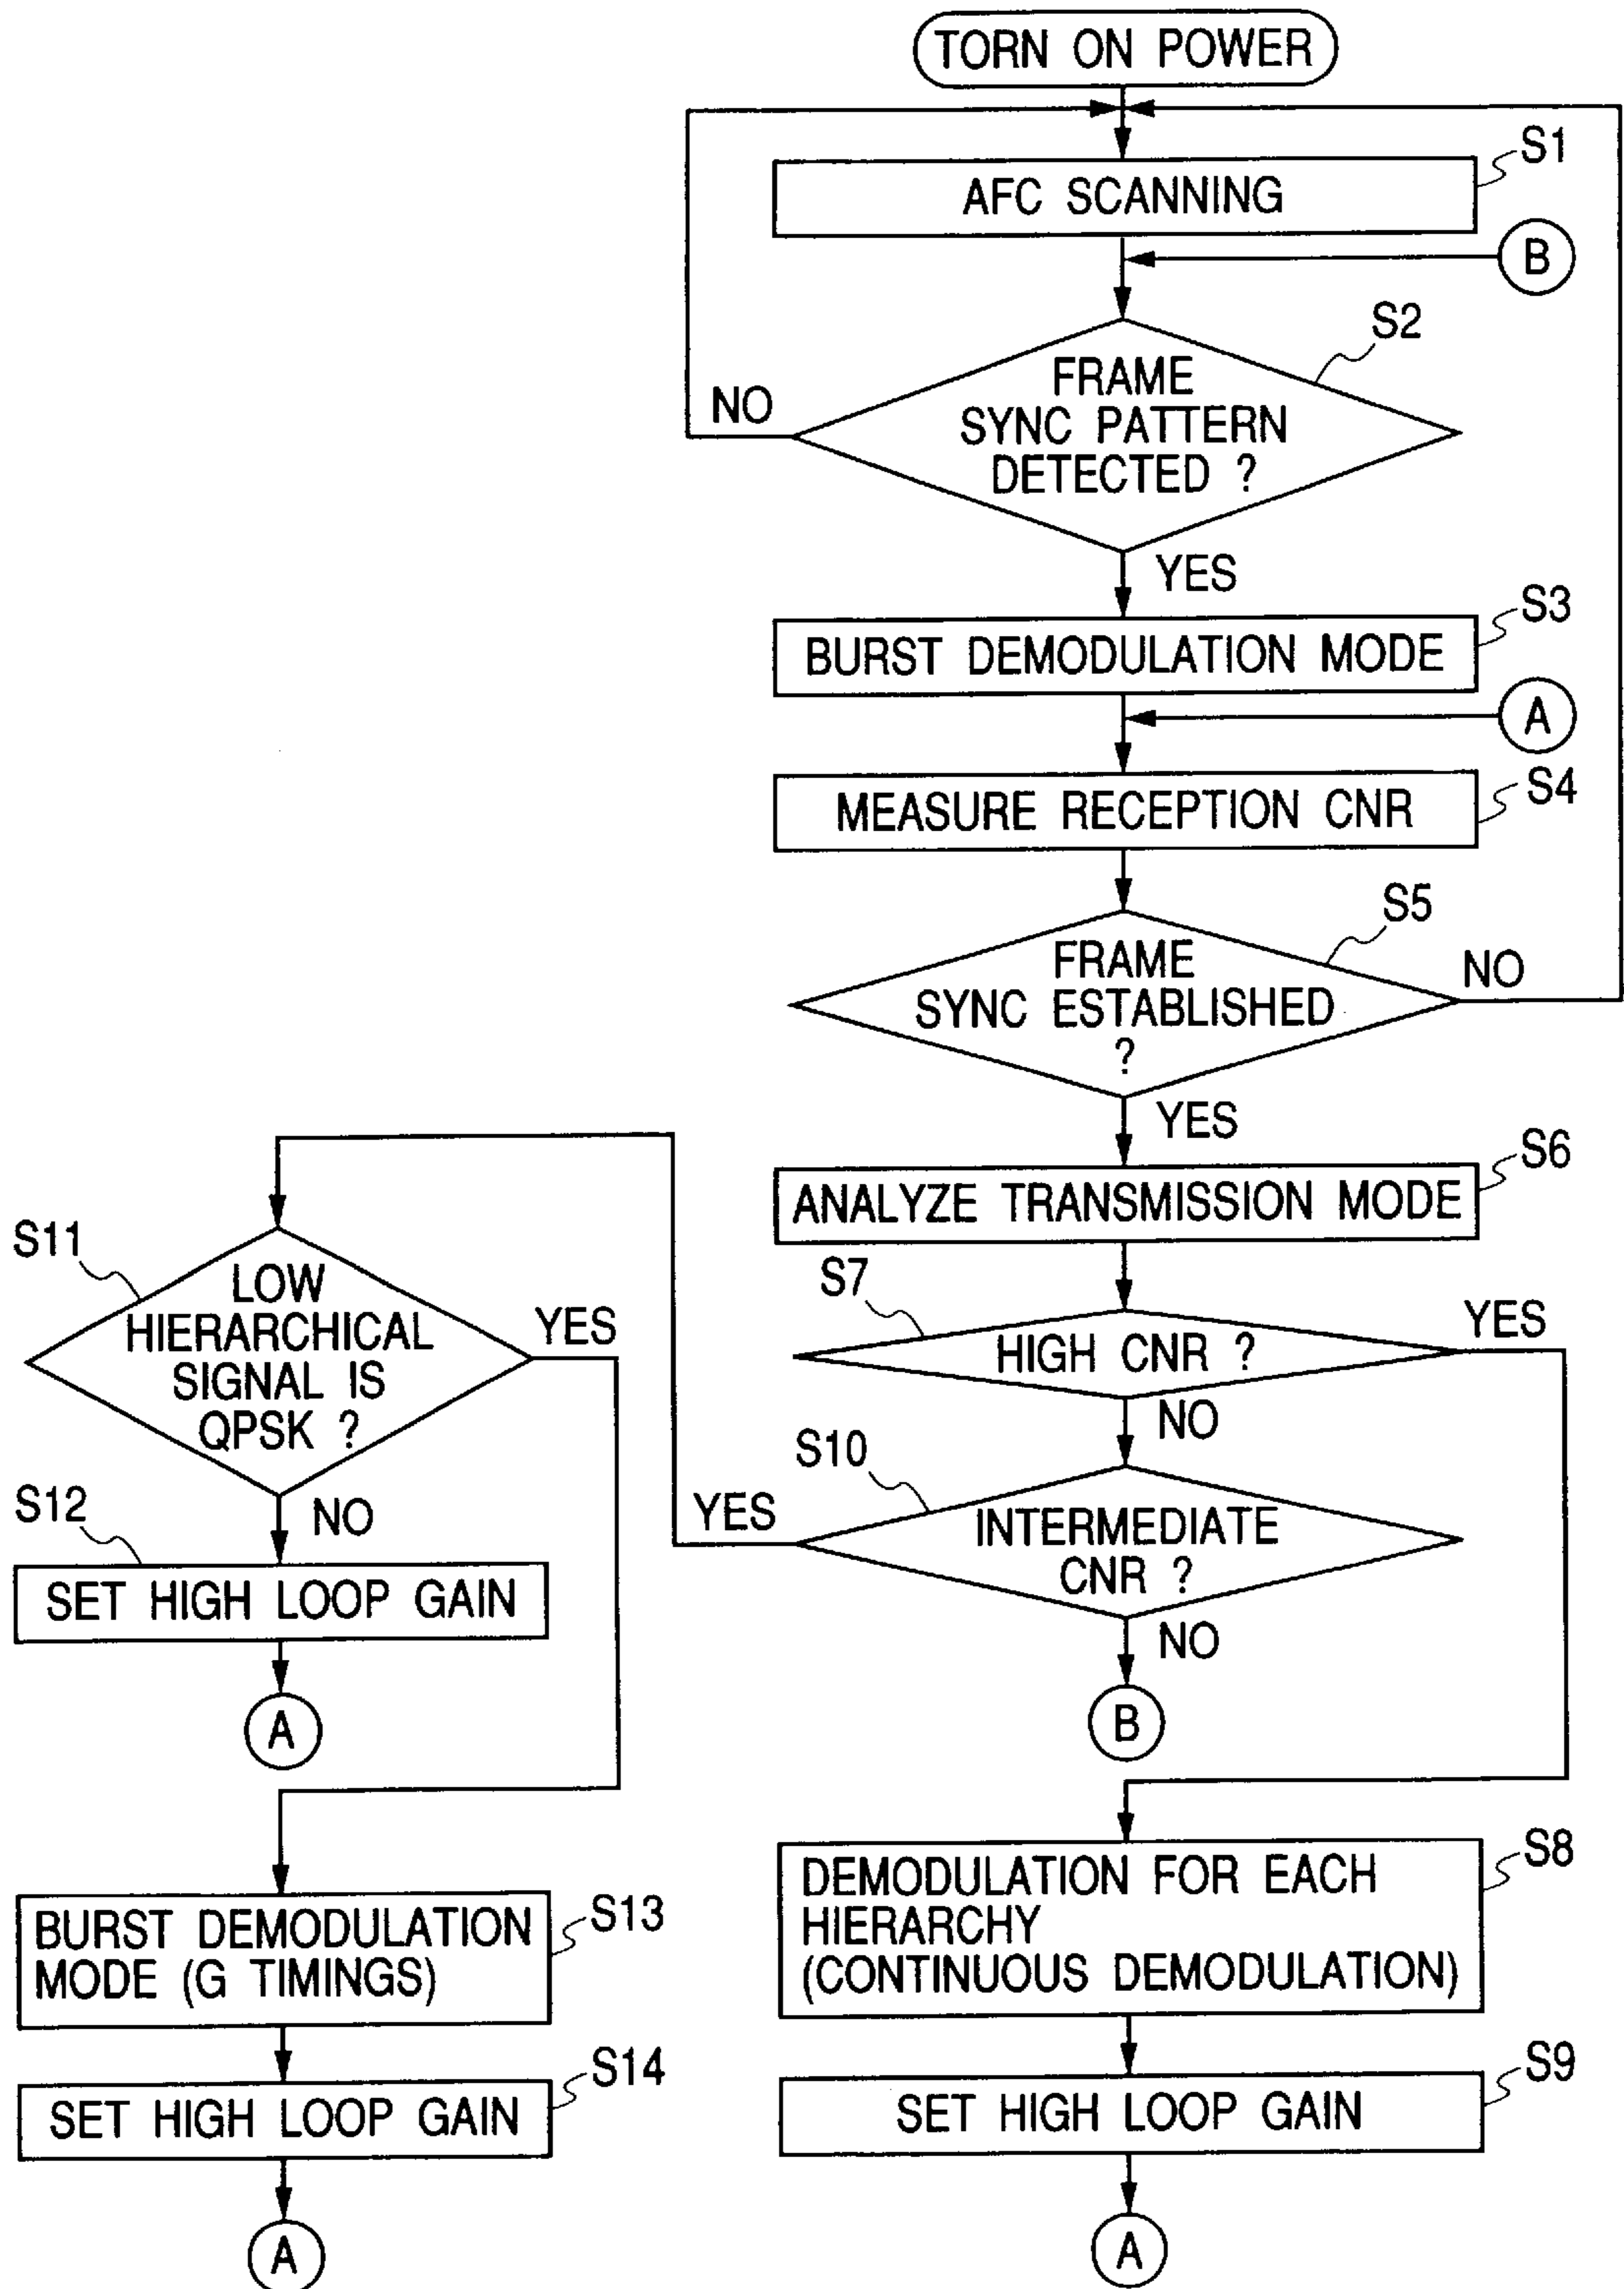 TORN ON POWER
S1
AFC SCANNING
B
S2
FRAME
SYNC PATTERN
DETECTED ?
NO
YES
S3
BURST DEMODULATION MODE
A
S4
MEASURE RECEPTION CNR
S5
FRAME
SYNC ESTABLISHED
?
NO
YES
S6
ANALYZE TRANSMISSION MODE
S7
HIGH CNR ?
YES
NO
S10
INTERMEDIATE
CNR ?
YES
NO
B
S11
LOW
HIERARCHICAL
SIGNAL IS
QPSK ?
YES
NO
S12
SET HIGH LOOP GAIN
A
S13
BURST DEMODULATION
MODE (G TIMINGS)
S14
SET HIGH LOOP GAIN
A
S8
DEMODULATION FOR EACH
HIERARCHY
(CONTINUOUS DEMODULATION)
S9
SET HIGH LOOP GAIN
A